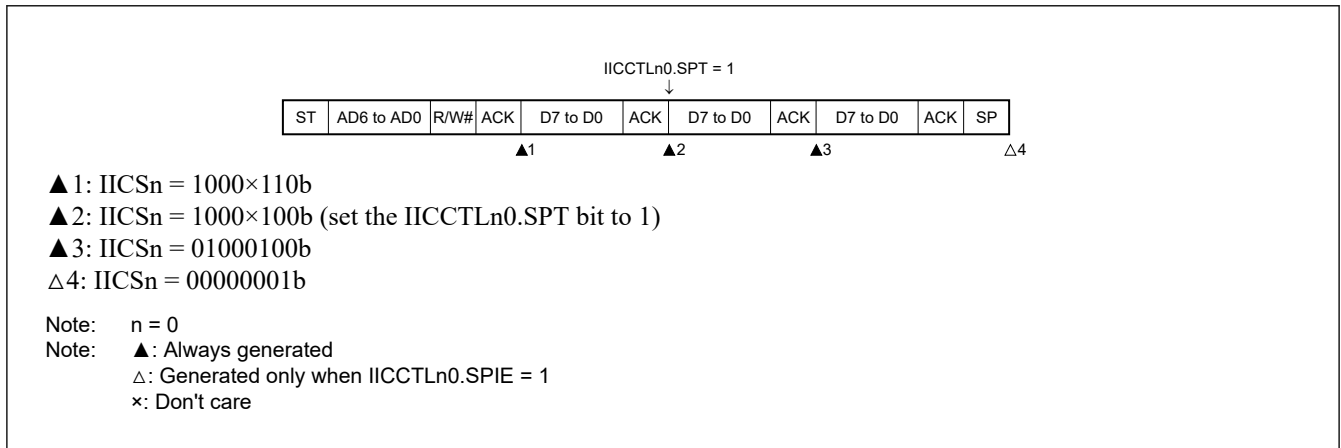 IICCTLn0.SPT = 1
↓
ST AD6 to AD0 R/W# ACK D7 to D0 ACK D7 to D0 ACK D7 to D0 ACK SP
▲1 ▲2 ▲3 △4
▲1: IICSn = 1000×110b
▲2: IICSn = 1000×100b (set the IICCTLn0.SPT bit to 1)
▲3: IICSn = 01000100b
△4: IICSn = 00000001b
Note: n = 0
Note: ▲: Always generated
△: Generated only when IICCTLn0.SPIE = 1
×: Don't care